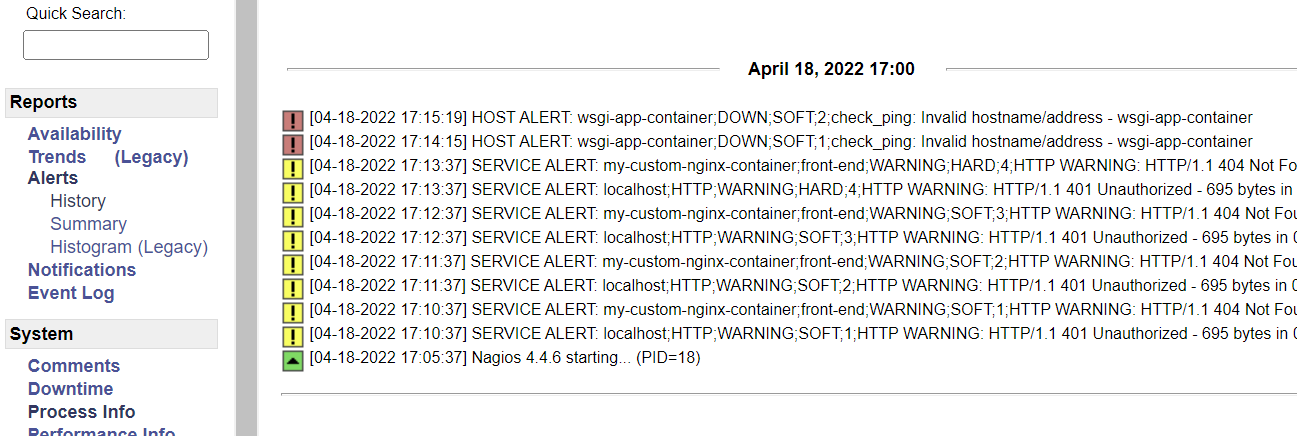 Quick Search:
Reports
Availability
Trends (Legacy)
Alerts
History
Summary
Histogram (Legacy)
Notifications
Event Log
System
Comments
Downtime
Process Info
Performance Info
April 18, 2022 17:00
[04-18-2022 17:15:19] HOST ALERT: wsgi-app-container;DOWN;SOFT;2;check_ping: Invalid hostname/address - wsgi-app-container
[04-18-2022 17:14:15] HOST ALERT: wsgi-app-container;DOWN;SOFT;1;check_ping: Invalid hostname/address - wsgi-app-container
[04-18-2022 17:13:37] SERVICE ALERT: my-custom-nginx-container;front-end;WARNING;HARD;4;HTTP WARNING: HTTP/1.1 404 Not Fo
[04-18-2022 17:13:37] SERVICE ALERT: localhost;HTTP;WARNING;HARD;4;HTTP WARNING: HTTP/1.1 401 Unauthorized - 695 bytes in
[04-18-2022 17:12:37] SERVICE ALERT: my-custom-nginx-container;front-end;WARNING;SOFT;3;HTTP WARNING: HTTP/1.1 404 Not Fou
[04-18-2022 17:12:37] SERVICE ALERT: localhost;HTTP;WARNING;SOFT;3;HTTP WARNING: HTTP/1.1 401 Unauthorized - 695 bytes in 0
[04-18-2022 17:11:37] SERVICE ALERT: my-custom-nginx-container;front-end;WARNING;SOFT;2;HTTP WARNING: HTTP/1.1 404 Not Fou
[04-18-2022 17:11:37] SERVICE ALERT: localhost;HTTP;WARNING;SOFT;2;HTTP WARNING: HTTP/1.1 401 Unauthorized - 695 bytes in 0
[04-18-2022 17:10:37] SERVICE ALERT: my-custom-nginx-container;front-end;WARNING;SOFT;1;HTTP WARNING: HTTP/1.1 404 Not Fou
[04-18-2022 17:10:37] SERVICE ALERT: localhost;HTTP;WARNING;SOFT;1;HTTP WARNING: HTTP/1.1 401 Unauthorized - 695 bytes in 0
[04-18-2022 17:05:37] Nagios 4.4.6 starting... (PID=18)